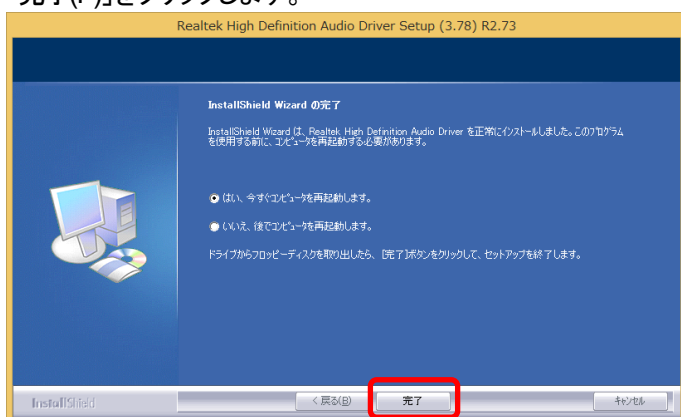 完了(F)」をクリックします。
Realtek High Definition Audio Driver Setup (3.78) R2.73
InstallShield Wizard の完了
InstallShield Wizard は、Realtek High Definition Audio Driver を正常にインストールしました。このプログラム
を使用する前に、コンピュータを再起動する必要があります。
はい、今すぐコンピュータを再起動します。
いいえ、後でコンピュータを再起動します。
ドライブからフロッピーディスクを取り出したら、[完了]ボタンをクリックして、セットアップを終了します。
InstallShield
< 戻る(B)
完了
キャンセル